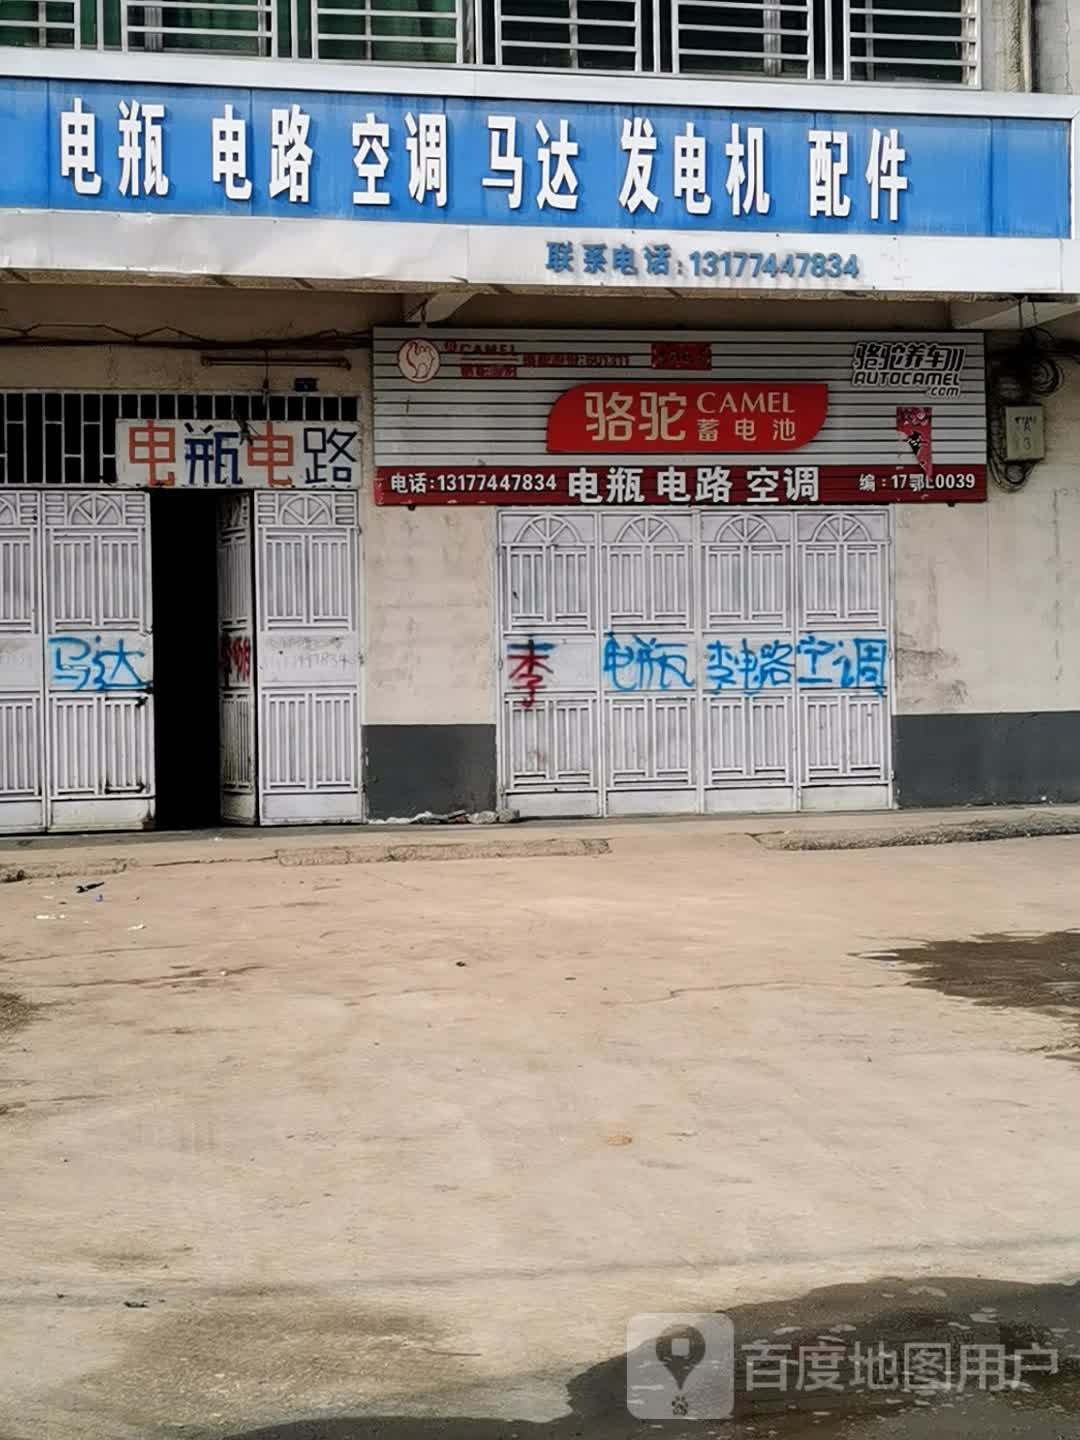 电瓶 电路 空调 马达 发电机 配件
联系电话:13177447834
CAMEL
骆驼养车
AUTOCAMEL
.com
骆驼 CAMEL
蓄电池
电瓶电路
电话:13177447834 电瓶 电路 空调 编:17鄂L0039
马达
李 电瓶 李电路空调
百度地图用户